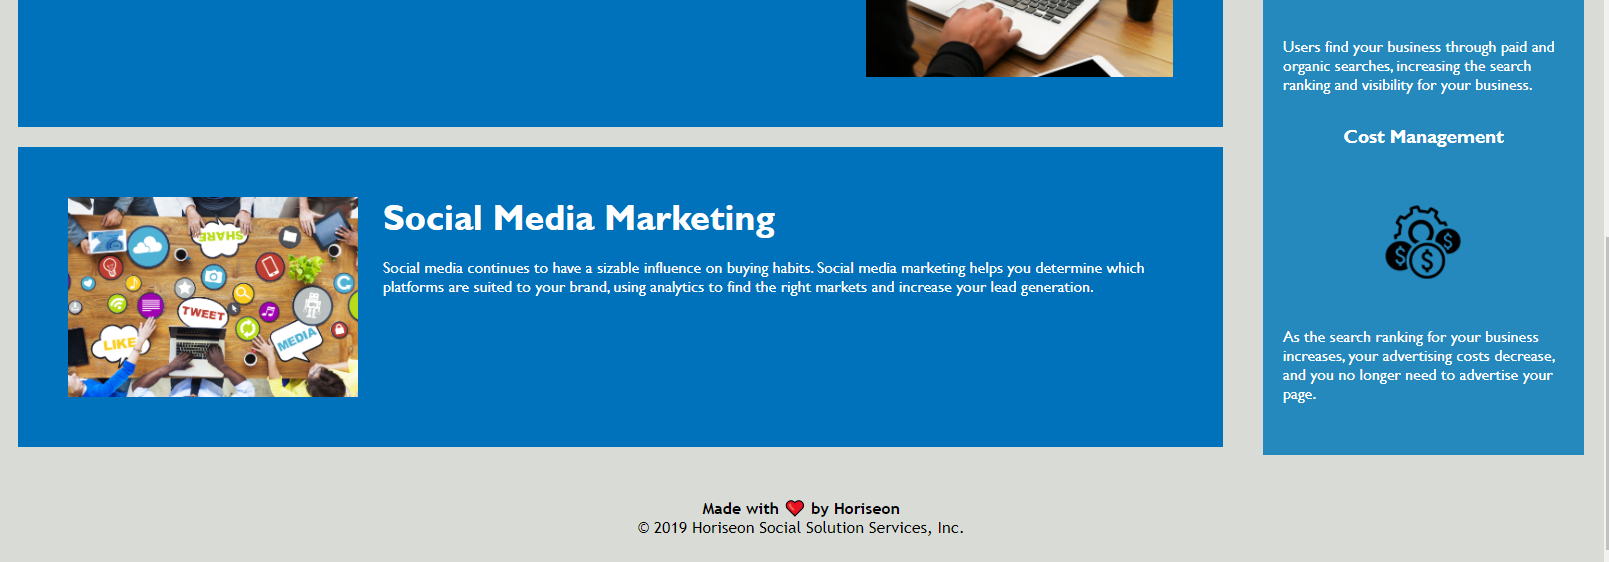 Users find your business through paid and
organic searches, increasing the search
ranking and visibility for your business.
Cost Management
$
$ $
As the search ranking for your business
increases, your advertising costs decrease,
and you no longer need to advertise your
page.
SHARE
TWEET
LIKE
MEDIA
Social Media Marketing
Social media continues to have a sizable influence on buying habits. Social media marketing helps you determine which
platforms are suited to your brand, using analytics to find the right markets and increase your lead generation.
Made with ❤️ by Horiseon
© 2019 Horiseon Social Solution Services, Inc.